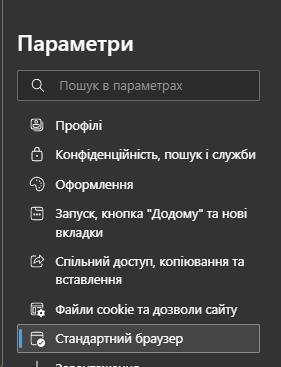 Параметри
Пошук в параметрах
Профілі
Конфіденційність, пошук і служби
Оформлення
Запуск, кнопка "Додому" та нові
вкладки
Спільний доступ, копіювання та
вставлення
Файли cookie та дозволи сайту
Стандартний браузер